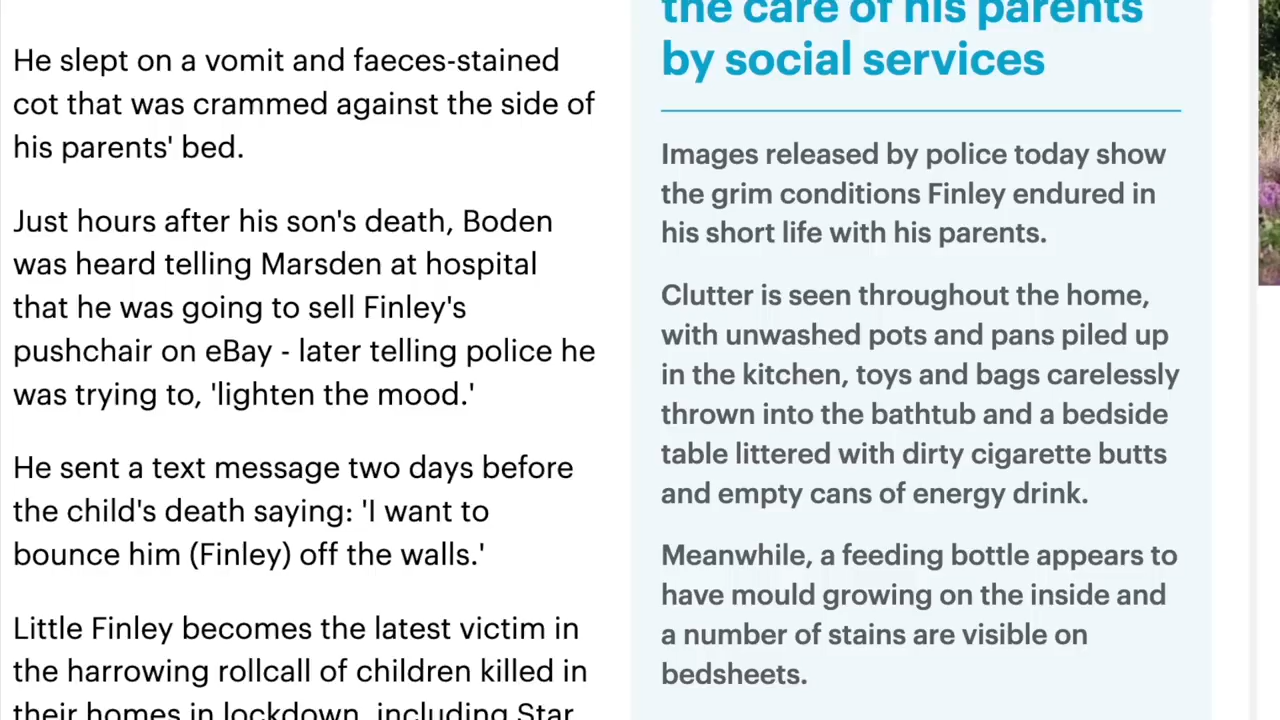 He slept on a vomit and faeces-stained
cot that was crammed against the side of
his parents' bed.
Just hours after his son's death, Boden
was heard telling Marsden at hospital
that he was going to sell Finley's
pushchair on eBay - later telling police he
was trying to, 'lighten the mood.'
He sent a text message two days before
the child's death saying: 'I want to
bounce him (Finley) off the walls.'
Little Finley becomes the latest victim in
the harrowing rollcall of children killed in
their homes in lockdown, including Star
the care of his parents
by social services
Images released by police today show
the grim conditions Finley endured in
his short life with his parents.
Clutter is seen throughout the home,
with unwashed pots and pans piled up
in the kitchen, toys and bags carelessly
thrown into the bathtub and a bedside
table littered with dirty cigarette butts
and empty cans of energy drink.
Meanwhile, a feeding bottle appears to
have mould growing on the inside and
a number of stains are visible on
bedsheets.